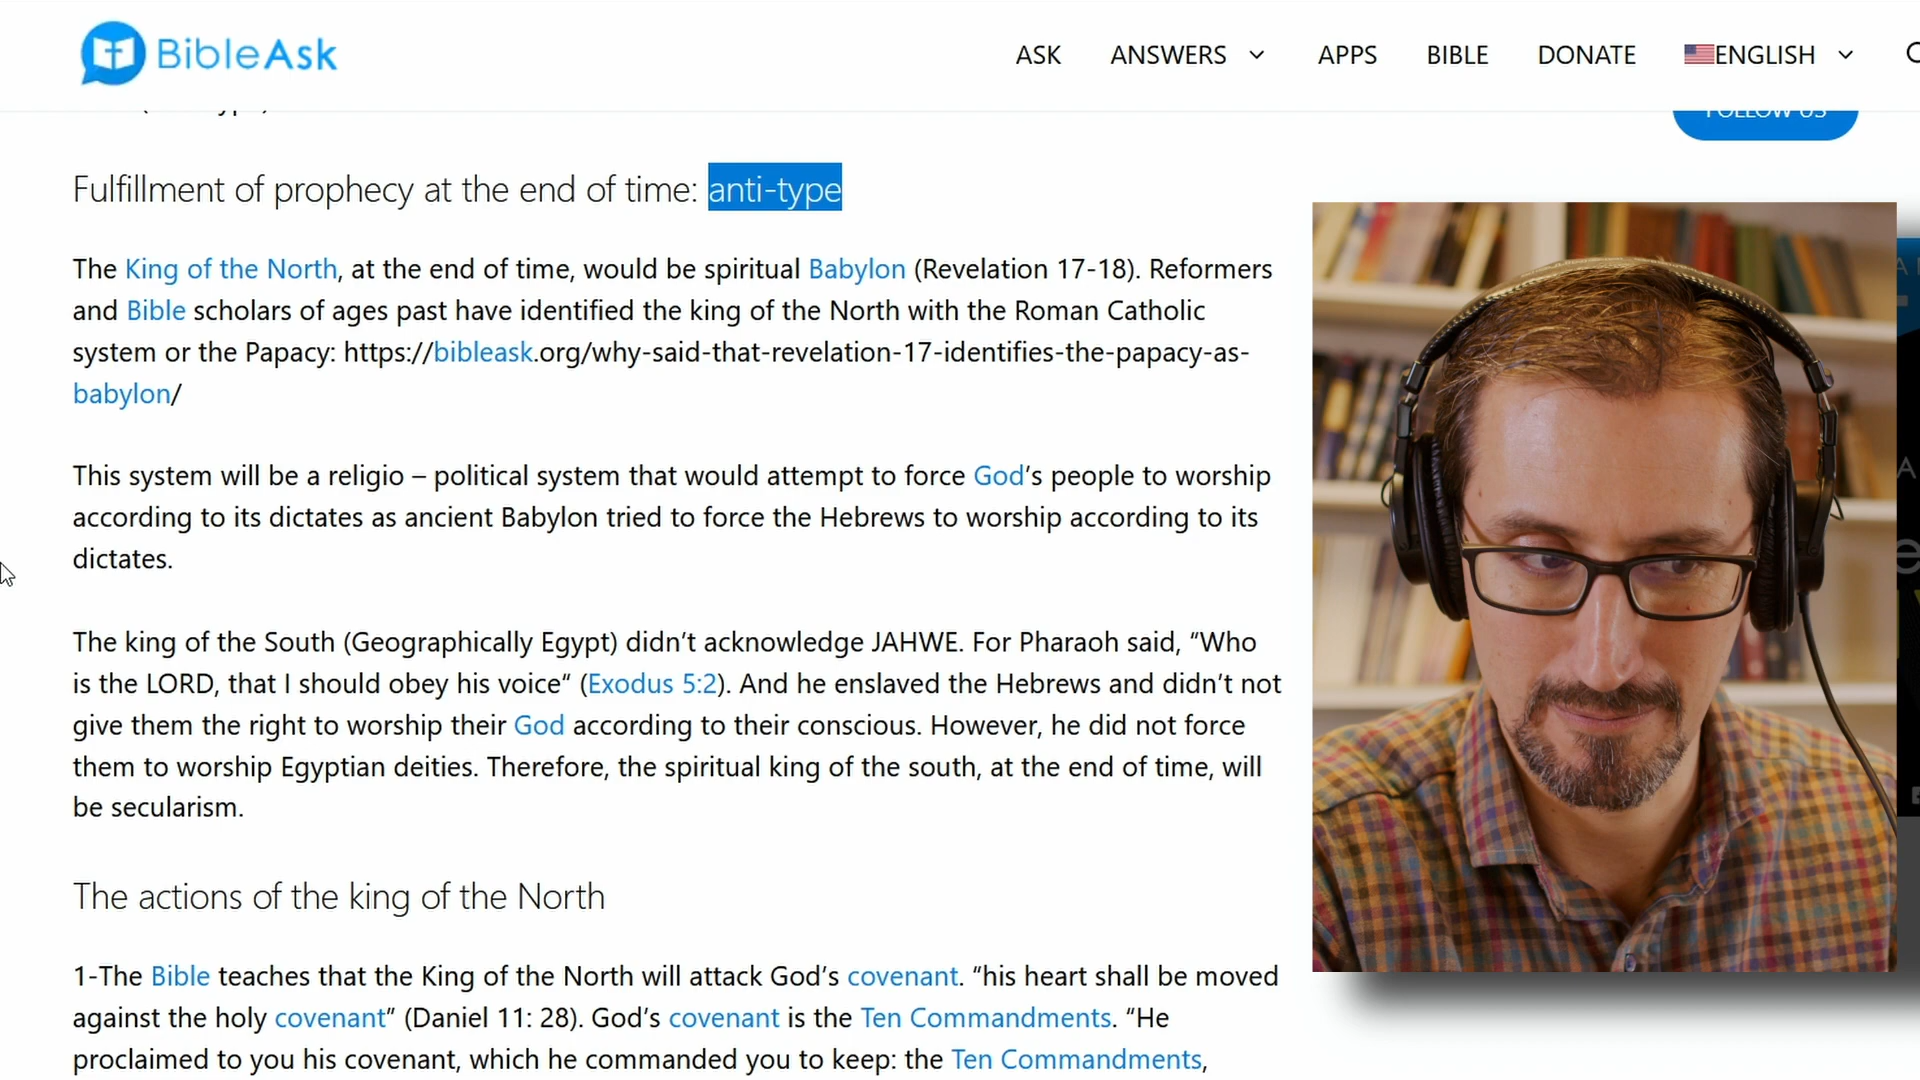 BibleAsk
ASK ANSWERS APPS BIBLE DONATE ENGLISH
FOLLOW US
Fulfillment of prophecy at the end of time: anti-type
The King of the North, at the end of time, would be spiritual Babylon (Revelation 17-18). Reformers
and Bible scholars of ages past have identified the king of the North with the Roman Catholic
system or the Papacy: https://bibleask.org/why-said-that-revelation-17-identifies-the-papacy-as-
babylon/
This system will be a religio – political system that would attempt to force God’s people to worship
according to its dictates as ancient Babylon tried to force the Hebrews to worship according to its
dictates.
The king of the South (Geographically Egypt) didn’t acknowledge JAHWE. For Pharaoh said, “Who
is the LORD, that I should obey his voice“ (Exodus 5:2). And he enslaved the Hebrews and didn’t not
give them the right to worship their God according to their conscious. However, he did not force
them to worship Egyptian deities. Therefore, the spiritual king of the south, at the end of time, will
be secularism.
The actions of the king of the North
1-The Bible teaches that the King of the North will attack God’s covenant. “his heart shall be moved
against the holy covenant” (Daniel 11: 28). God’s covenant is the Ten Commandments. “He
proclaimed to you his covenant, which he commanded you to keep: the Ten Commandments,